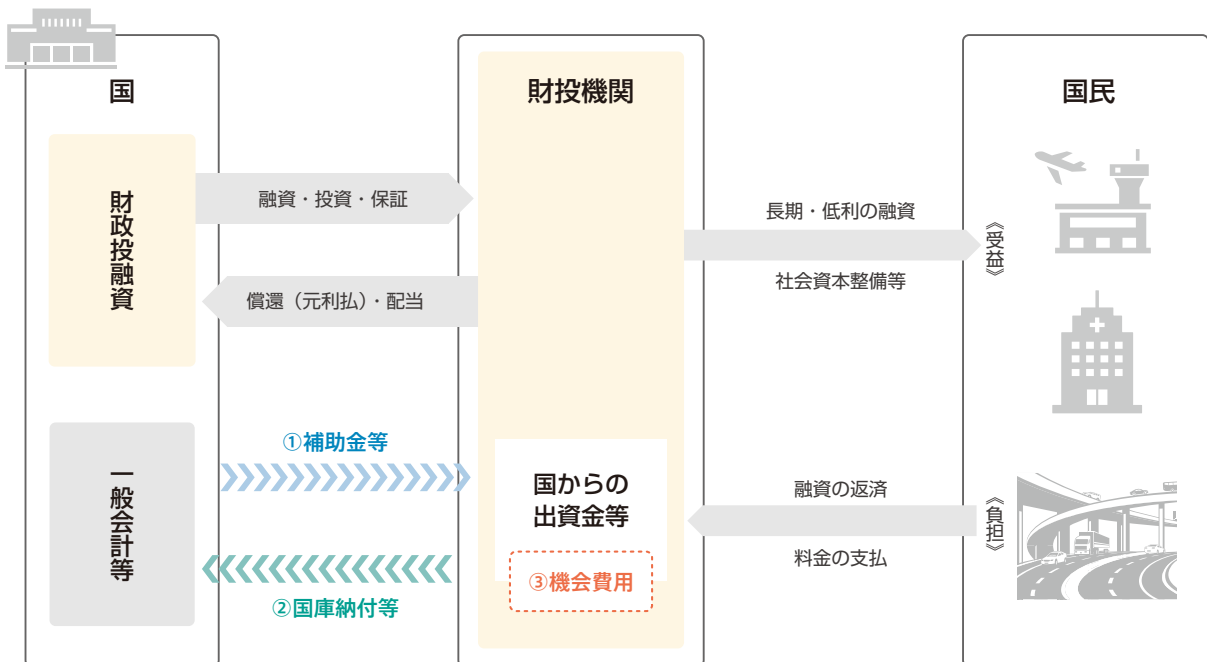 国
財投機関
国民
財政投融資
融資・投資・保証
償還（元利払）・配当
長期・低利の融資
社会資本整備等
《受益》
一般会計等
①補助金等
②国庫納付等
国からの
出資金等
③機会費用
融資の返済
料金の支払
《負担》